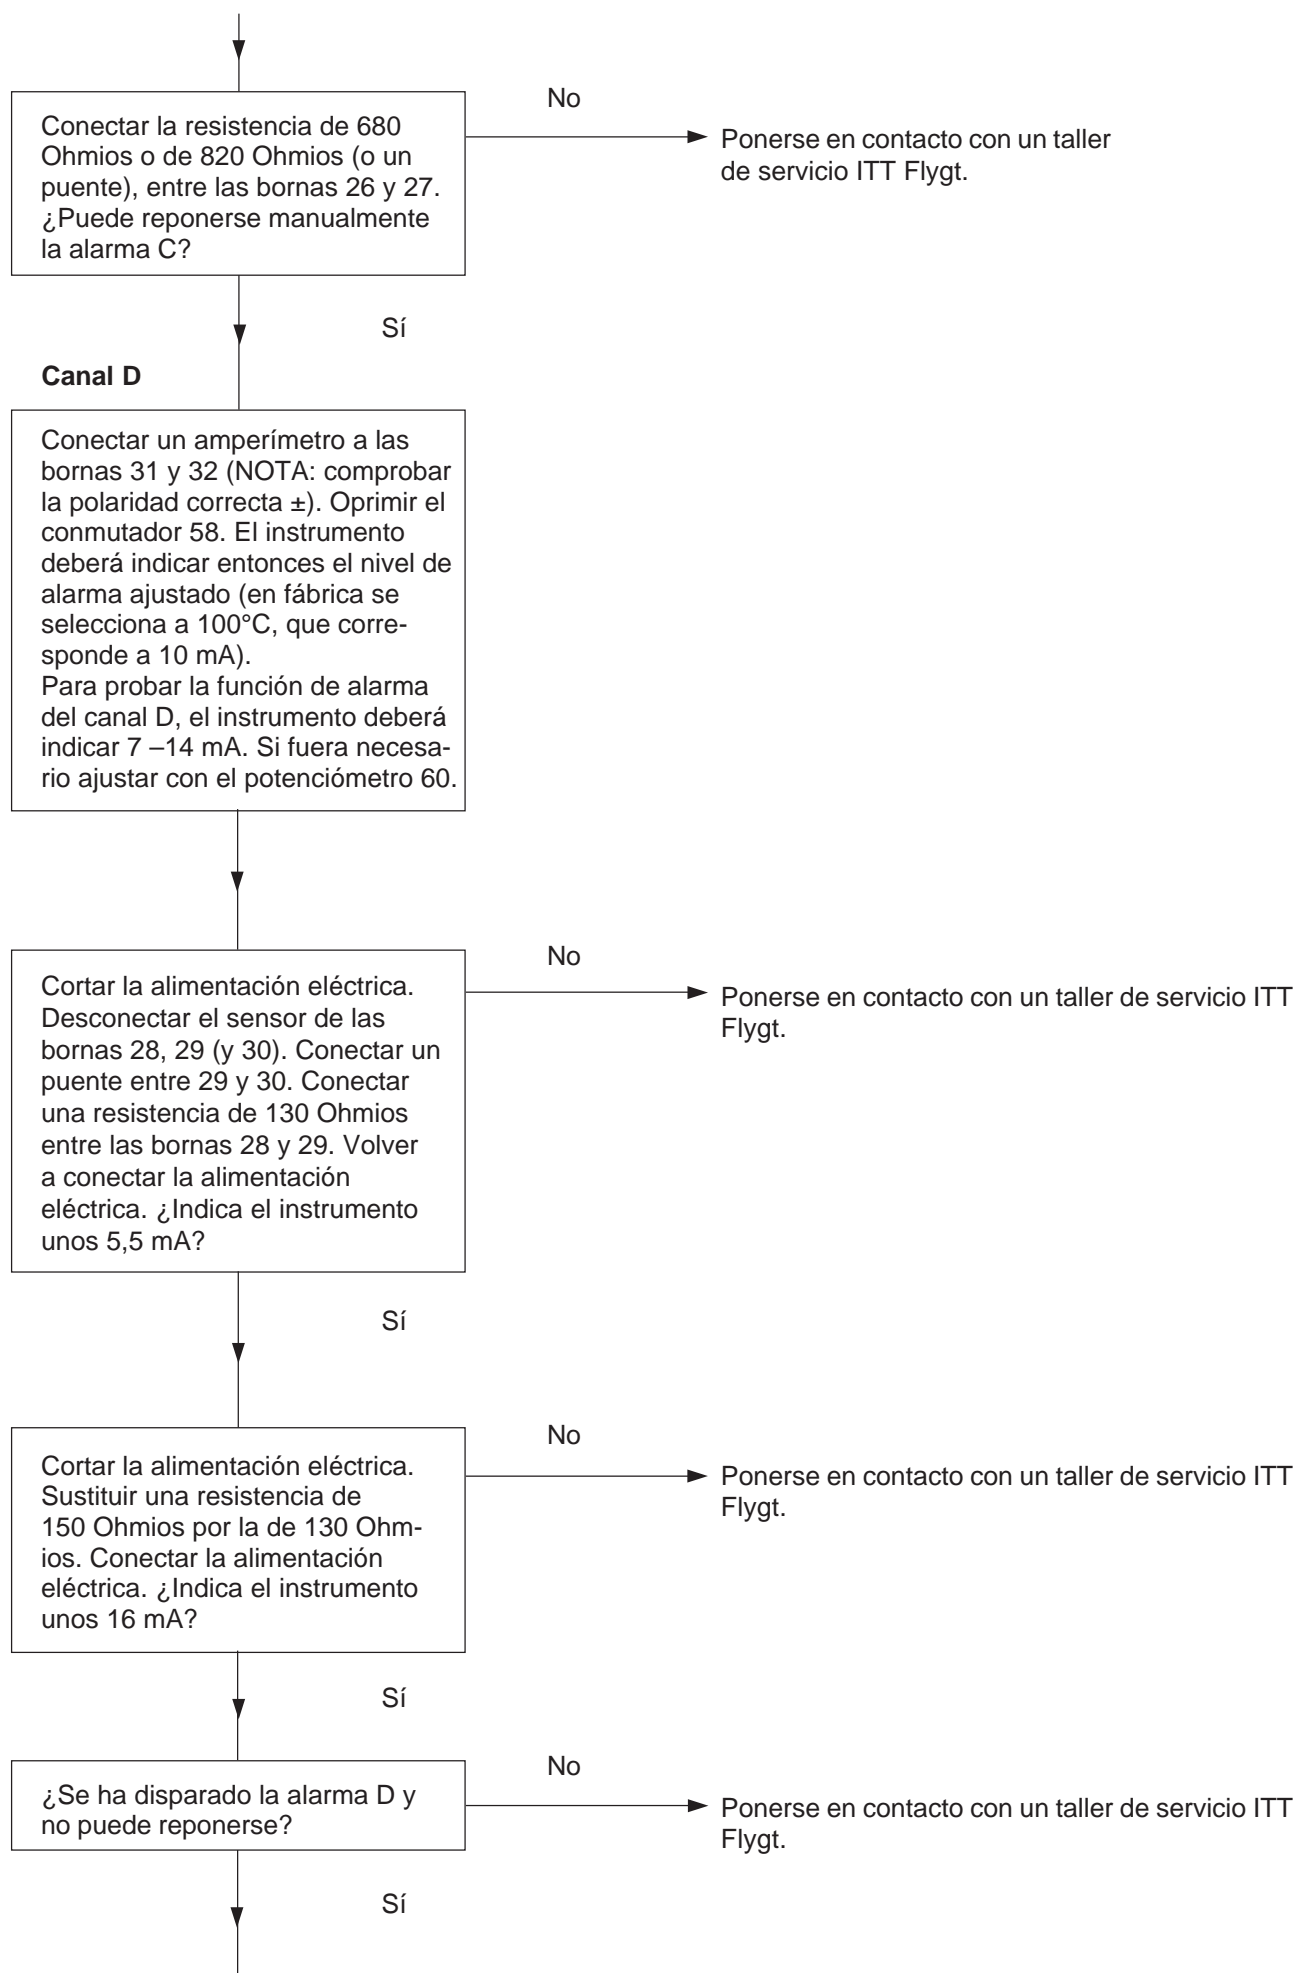 No
Conectar la resistencia de 680
Ohmios o de 820 Ohmios (o un
puente), entre las bornas 26 y 27.
¿Puede reponerse manualmente
la alarma C?
Ponerse en contacto con un taller
de servicio ITT Flygt.
Sí
Canal D
Conectar un amperímetro a las
bornas 31 y 32 (NOTA: comprobar
la polaridad correcta ±). Oprimir el
conmutador 58. El instrumento
deberá indicar entonces el nivel de
alarma ajustado (en fábrica se
selecciona a 100°C, que corre-
sponde a 10 mA).
Para probar la función de alarma
del canal D, el instrumento deberá
indicar 7 –14 mA. Si fuera necesa-
rio ajustar con el potenciómetro 60.
No
Cortar la alimentación eléctrica.
Desconectar el sensor de las
bornas 28, 29 (y 30). Conectar un
puente entre 29 y 30. Conectar
una resistencia de 130 Ohmios
entre las bornas 28 y 29. Volver
a conectar la alimentación
eléctrica. ¿Indica el instrumento
unos 5,5 mA?
Ponerse en contacto con un taller de servicio ITT
Flygt.
Sí
No
Cortar la alimentación eléctrica.
Sustituir una resistencia de
150 Ohmios por la de 130 Ohm-
ios. Conectar la alimentación
eléctrica. ¿Indica el instrumento
unos 16 mA?
Ponerse en contacto con un taller de servicio ITT
Flygt.
Sí
No
¿Se ha disparado la alarma D y
no puede reponerse?
Ponerse en contacto con un taller de servicio ITT
Flygt.
Sí